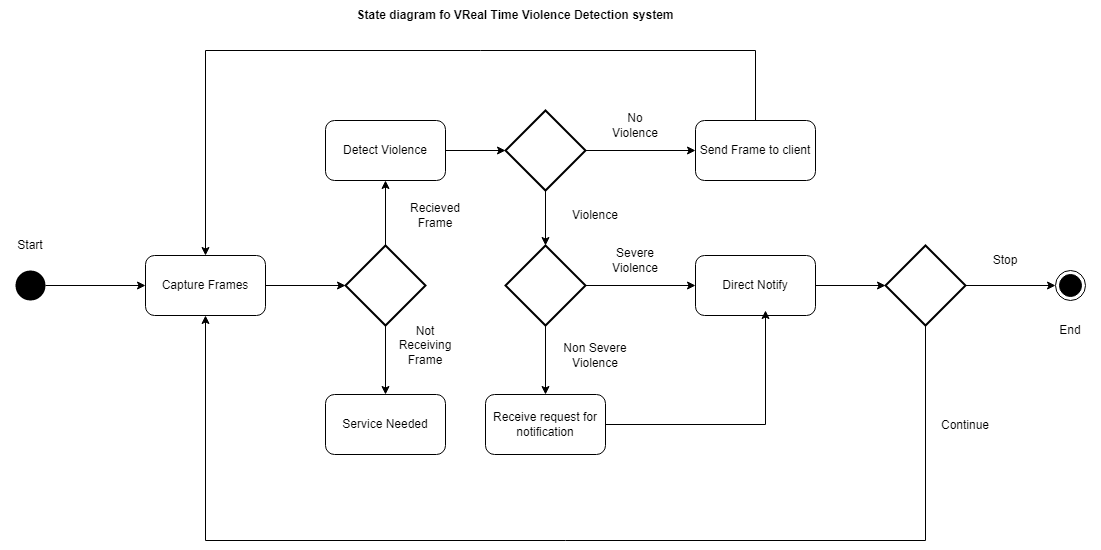 State diagram fo VReal Time Violence Detection system
No
Violence
Detect Violence
Send Frame to client
Recieved
Frame
Violence
Start
Severe
Violence
Stop
Capture Frames
Direct Notify
Not
Receiving
Frame
End
Non Severe
Violence
Service Needed
Receive request for
notification
Continue